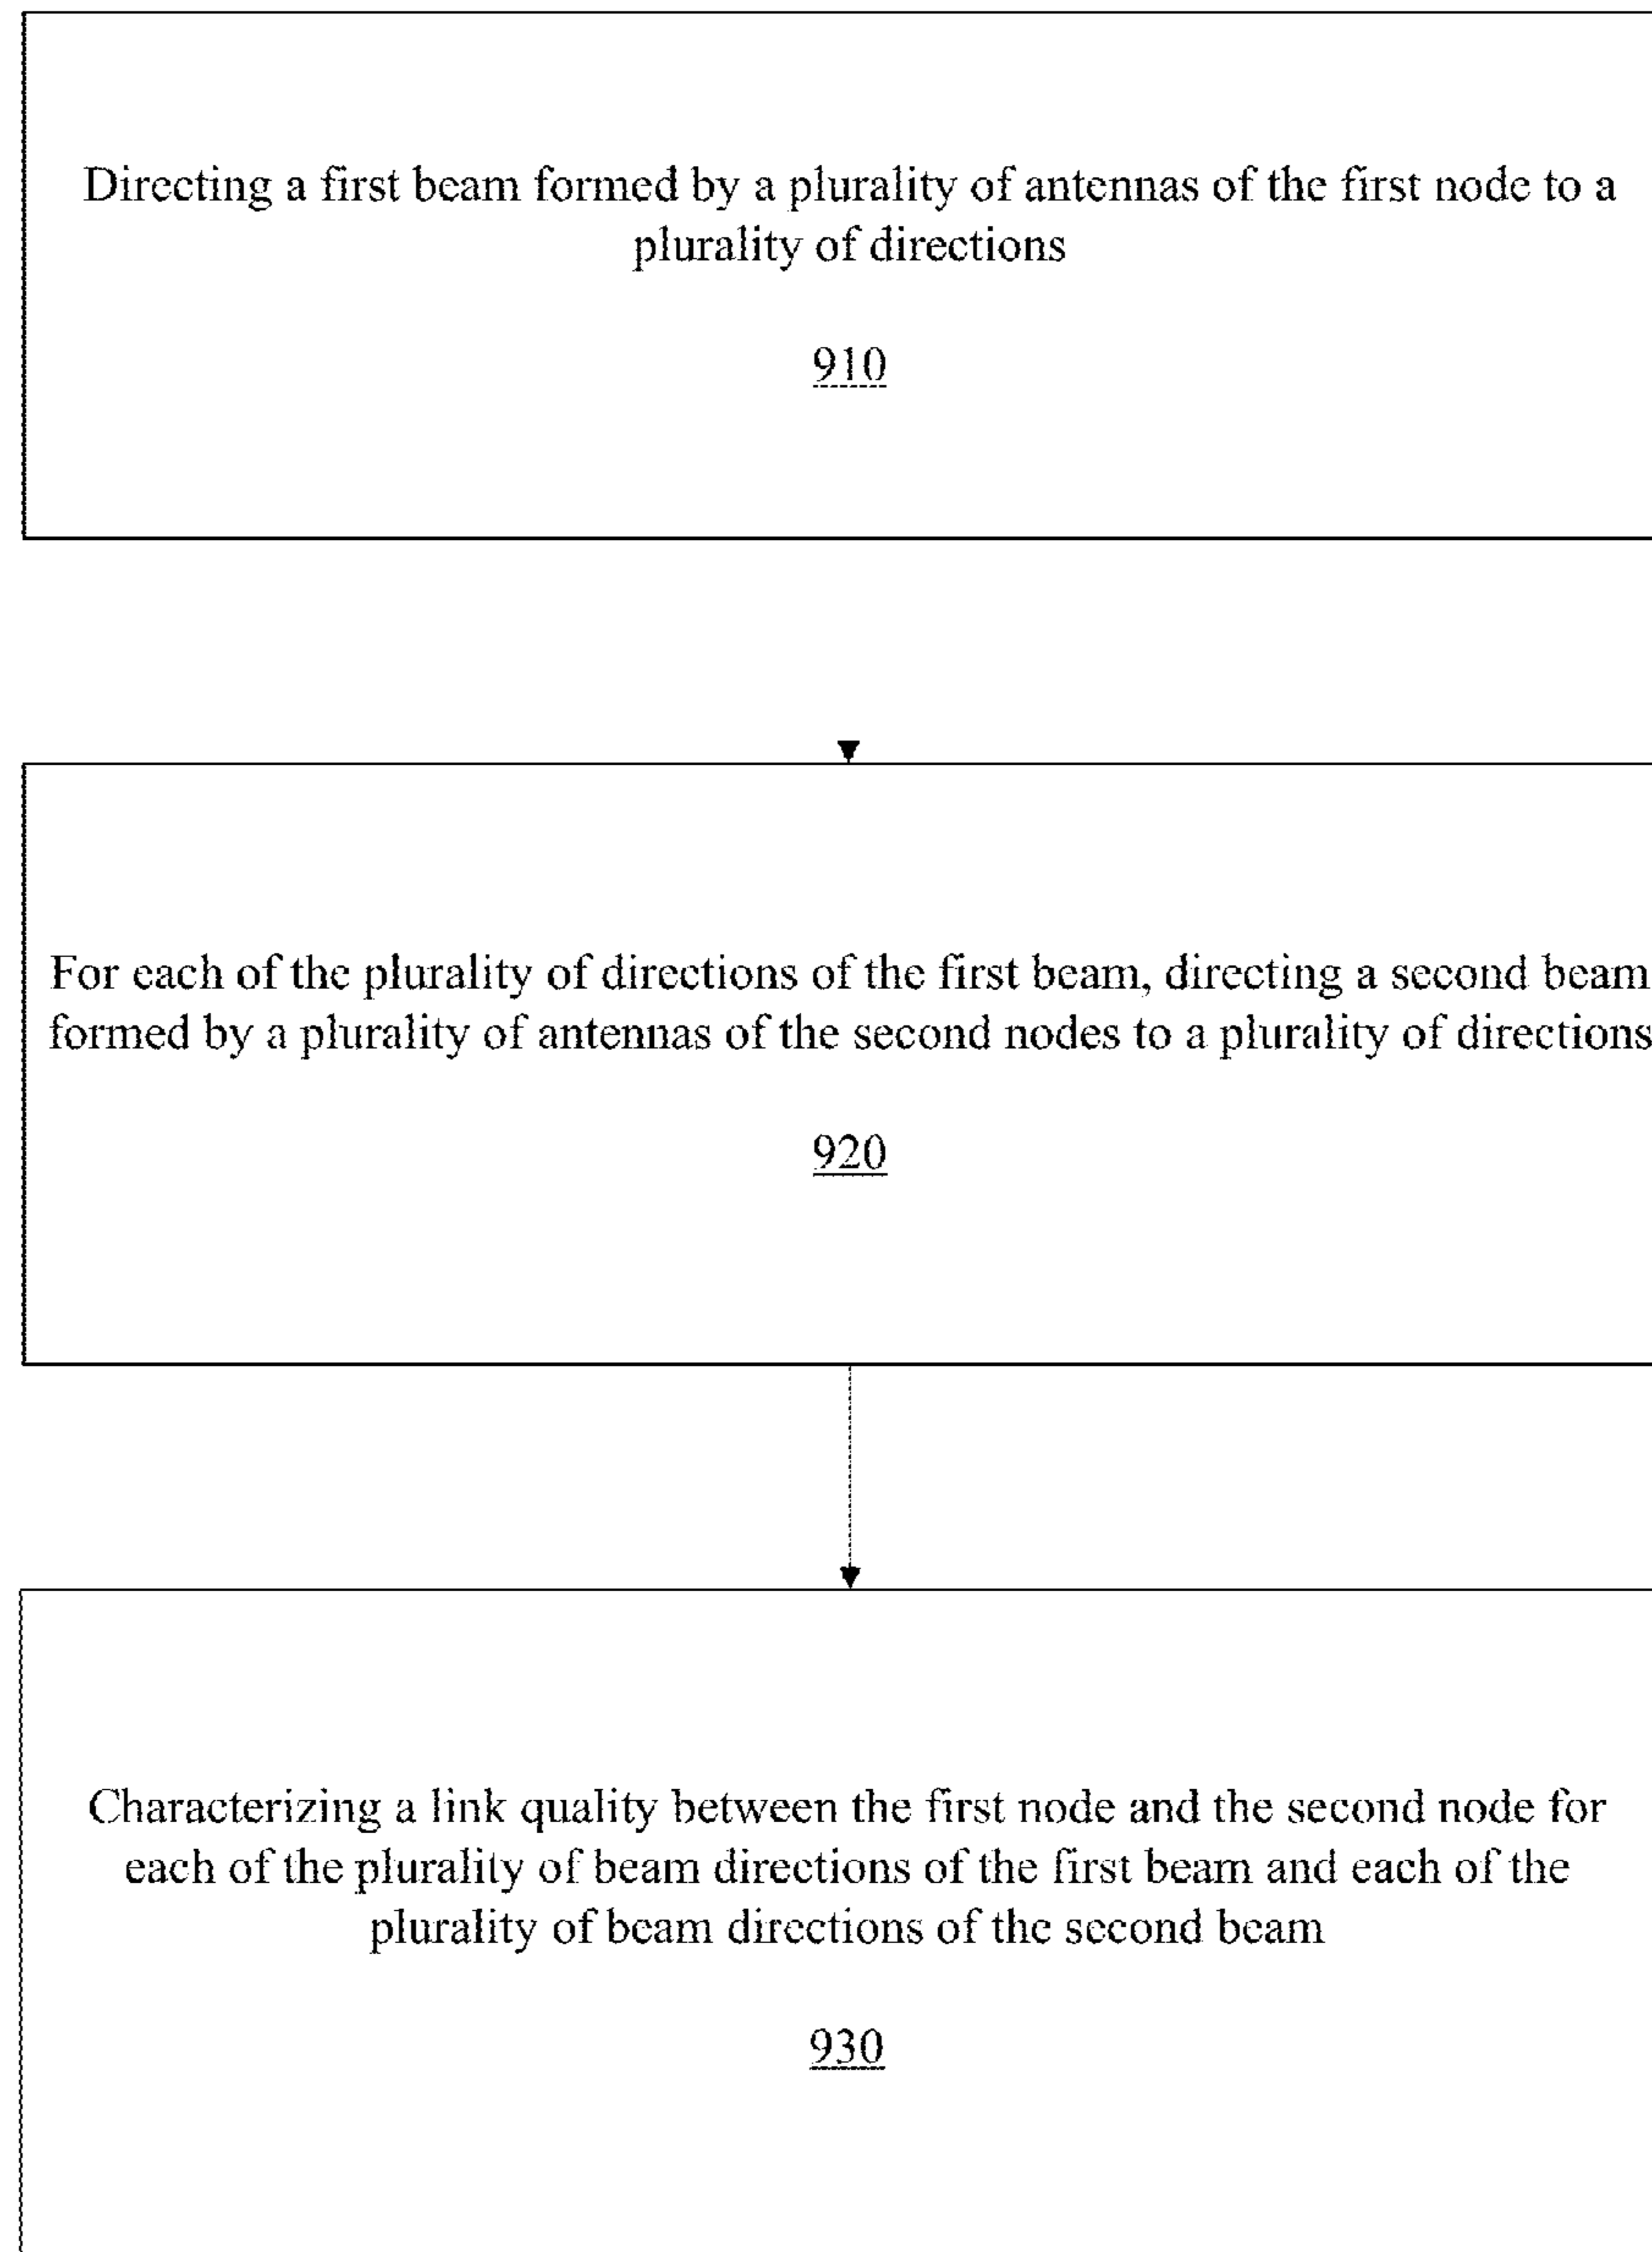 Directing a first beam formed by a plurality of antennas of the first node to a
plurality of directions
910
For each of the plurality of directions of the first beam, directing a second beam
formed by a plurality of antennas of the second nodes to a plurality of directions
920
Characterizing a link quality between the first node and the second node for
each of the plurality of beam directions of the first beam and each of the
plurality of beam directions of the second beam
930